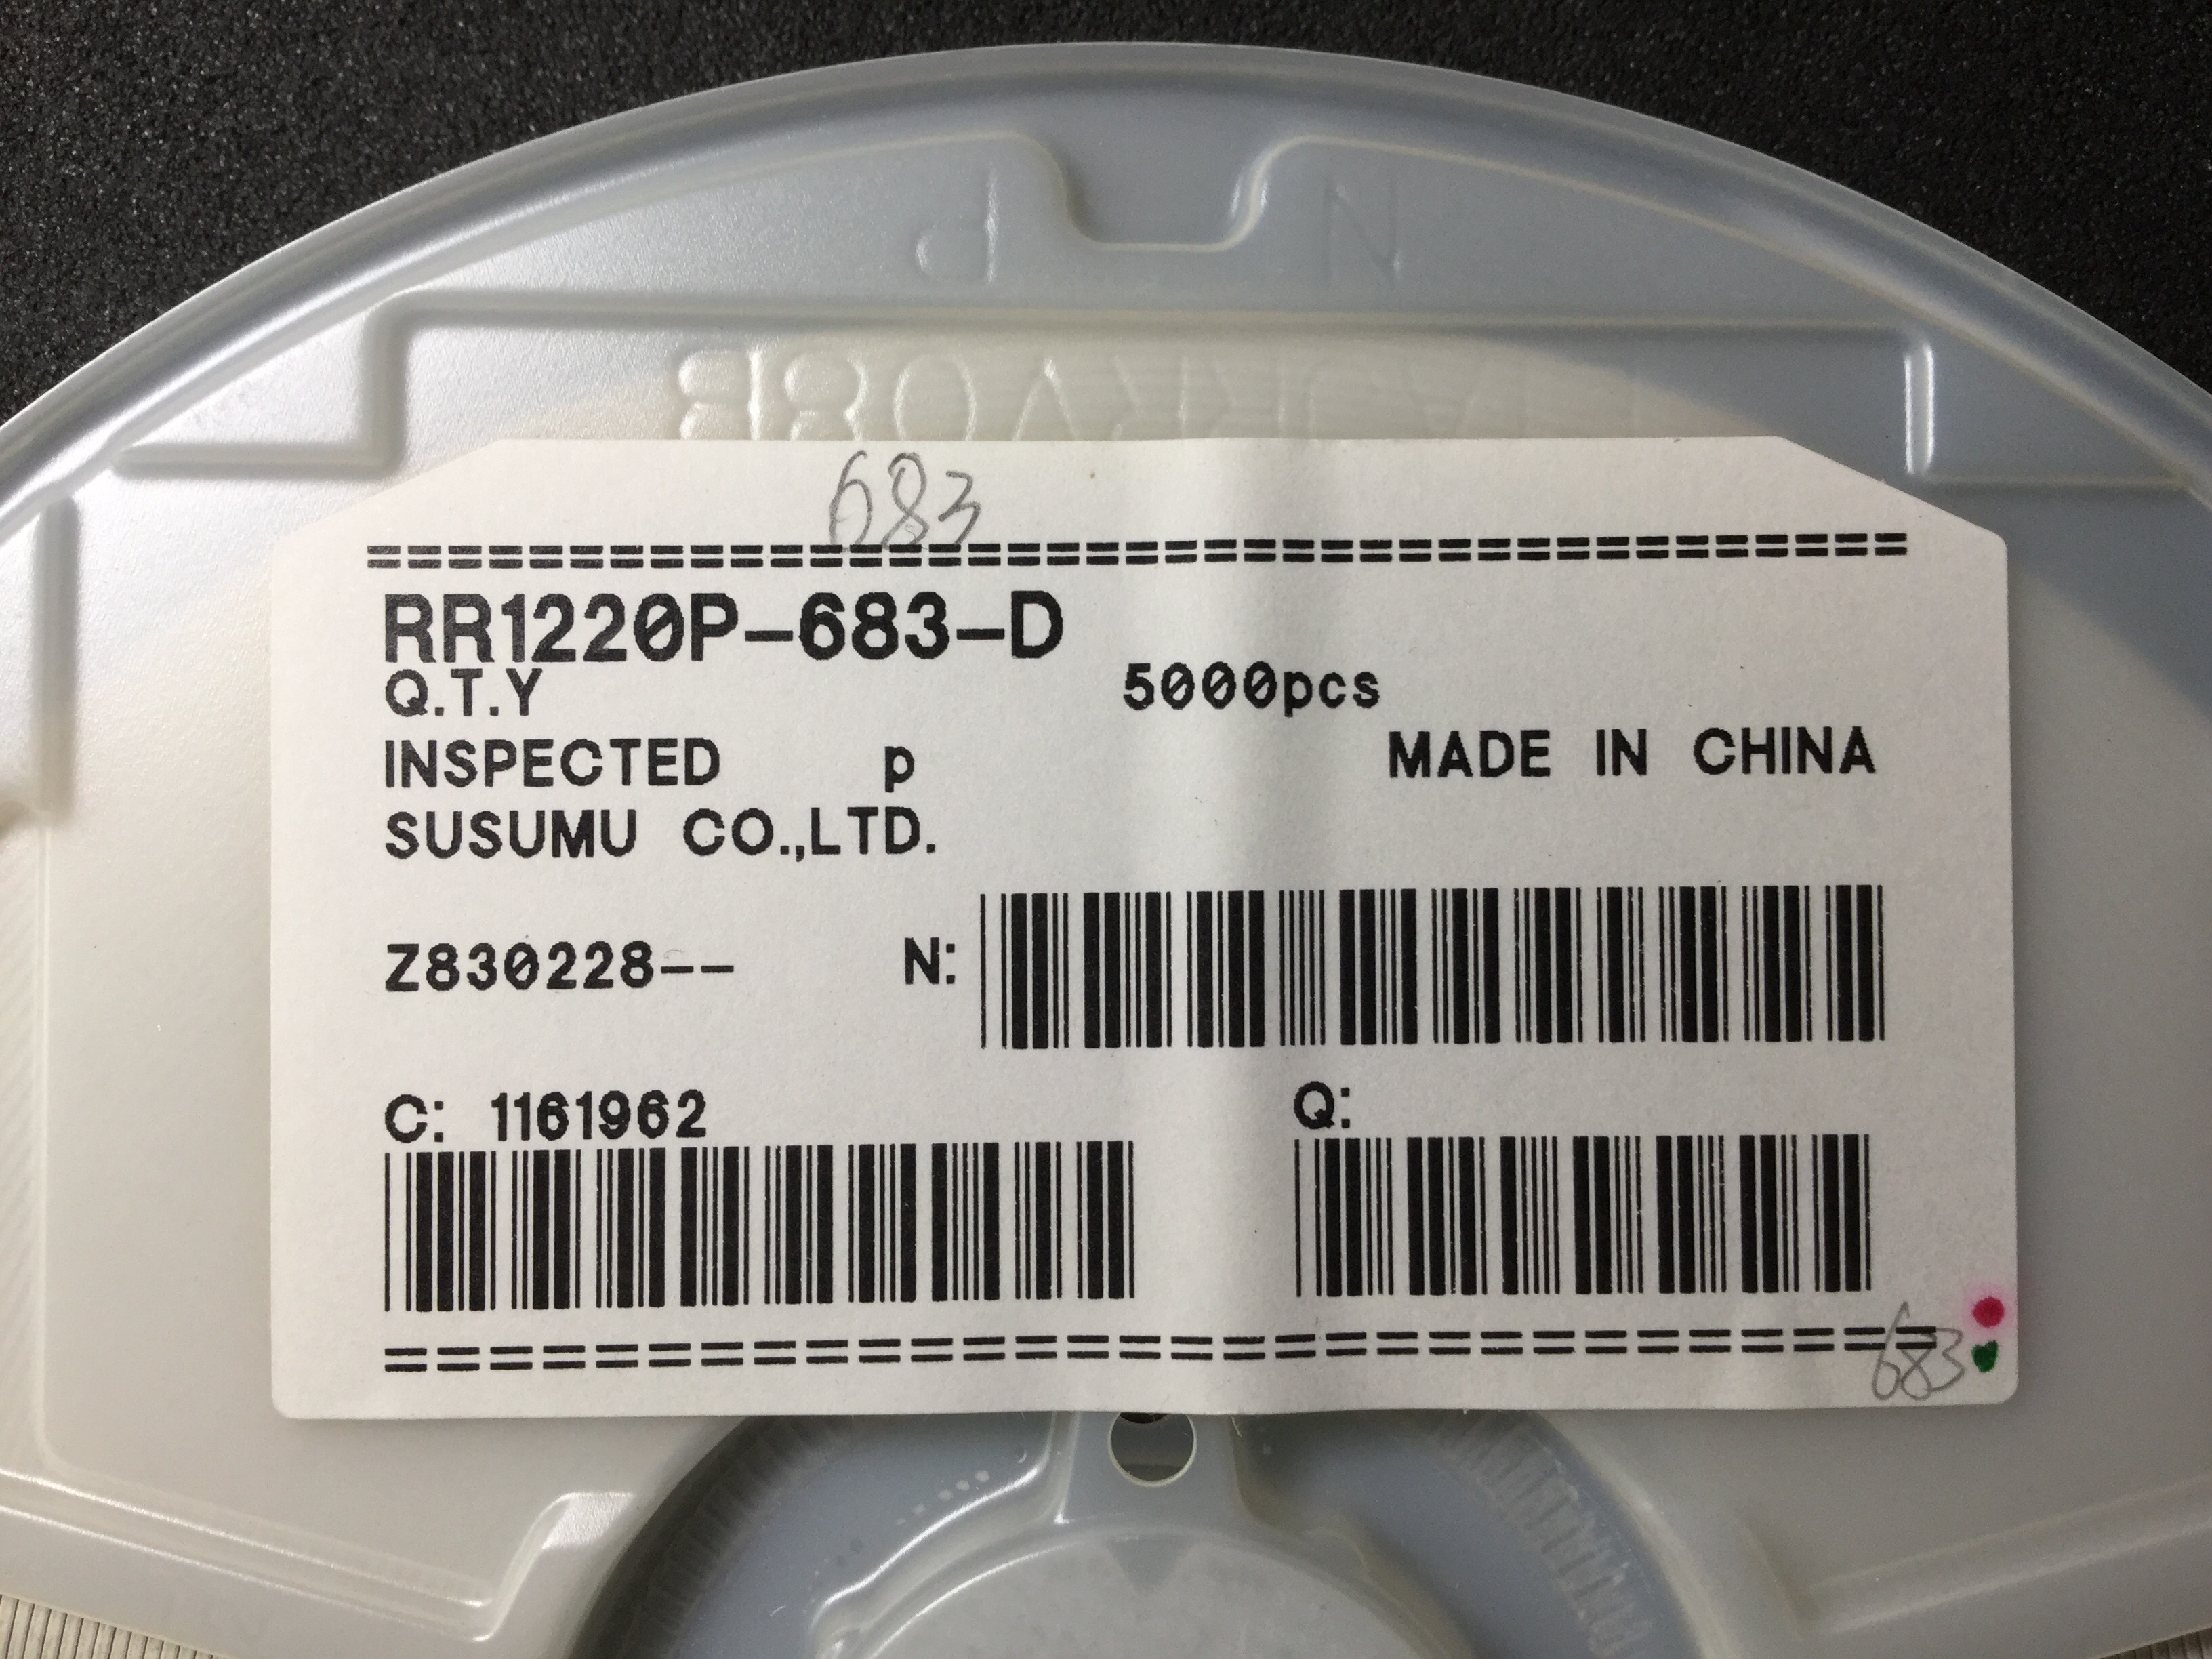 P N
683
RR1220P-683-D
Q.T.Y 5000pcs
INSPECTED p MADE IN CHINA
SUSUMU CO.,LTD.
Z830228-- N:
C: 1161962 Q:
683